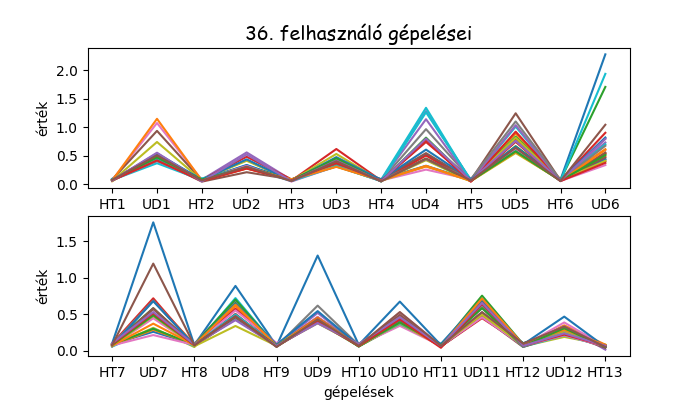 36. felhasználó gépelései
érték
2.0
1.5
1.0
0.5
0.0
HT1 UD1 HT2 UD2 HT3 UD3 HT4 UD4 HT5 UD5 HT6 UD6
érték
1.5
1.0
0.5
0.0
HT7 UD7 HT8 UD8 HT9 UD9 HT10 UD10 HT11 UD11 HT12 UD12 HT13
gépelések